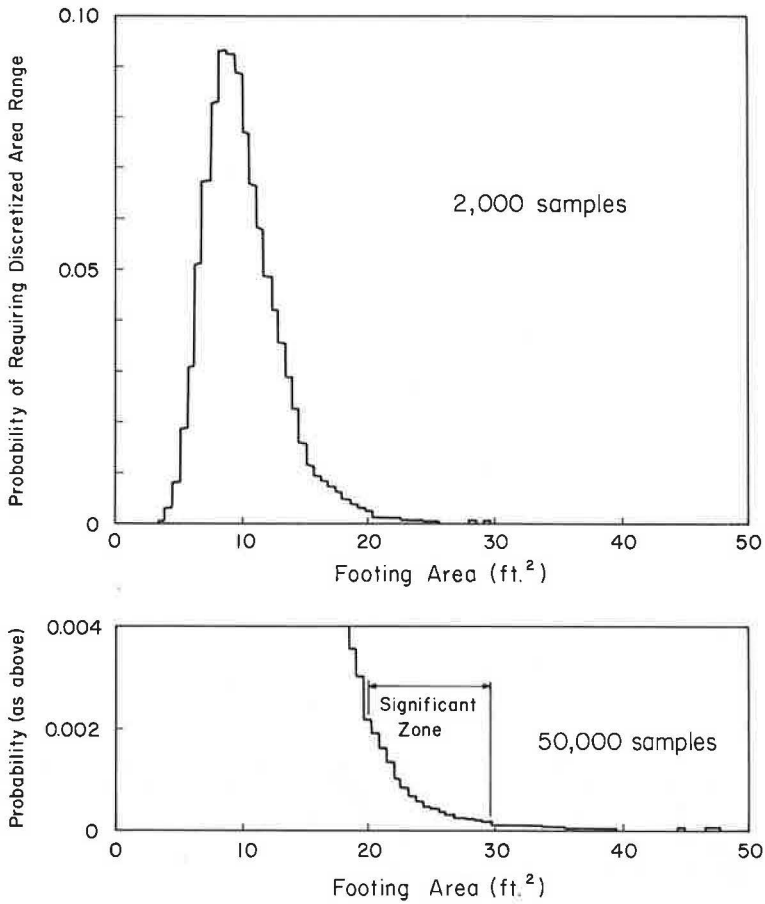 Probability of Requiring Discretized Area Range
0.10
0.05
0
2,000 samples
0 10 20 30 40 50
Footing Area (ft.²)
Probability (as above)
0.004
0.002
0
Significant
Zone
50,000 samples
0 10 20 30 40 50
Footing Area (ft.²)